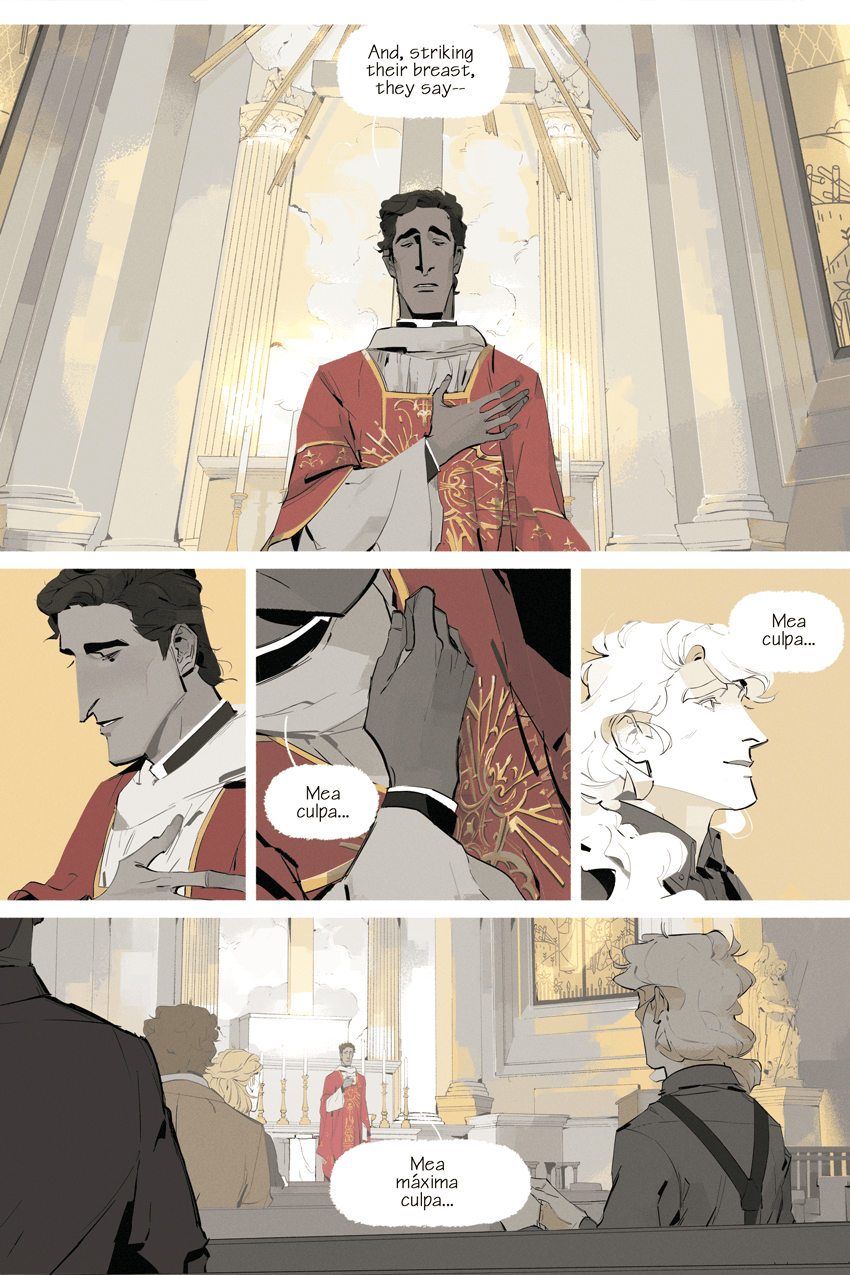 And, striking
their breast,
they say--
Mea
culpa...
Mea
culpa...
Mea
máxima
culpa...